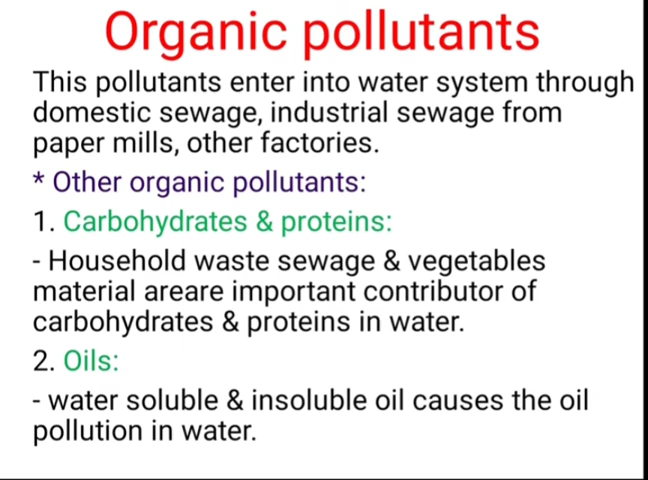 Organic pollutants
This pollutants enter into water system through
domestic sewage, industrial sewage from
paper mills, other factories.
* Other organic pollutants:
1. Carbohydrates & proteins:
- Household waste sewage & vegetables
material areare important contributor of
carbohydrates & proteins in water.
2. Oils:
- water soluble & insoluble oil causes the oil
pollution in water.